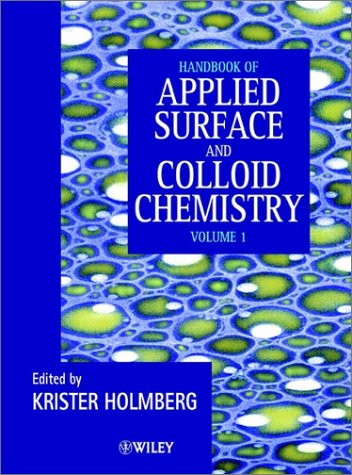 HANDBOOK OF
APPLIED
SURFACE
AND
COLLOID
CHEMISTRY
VOLUME 1
Edited by
KRISTER HOLMBERG
WILEY